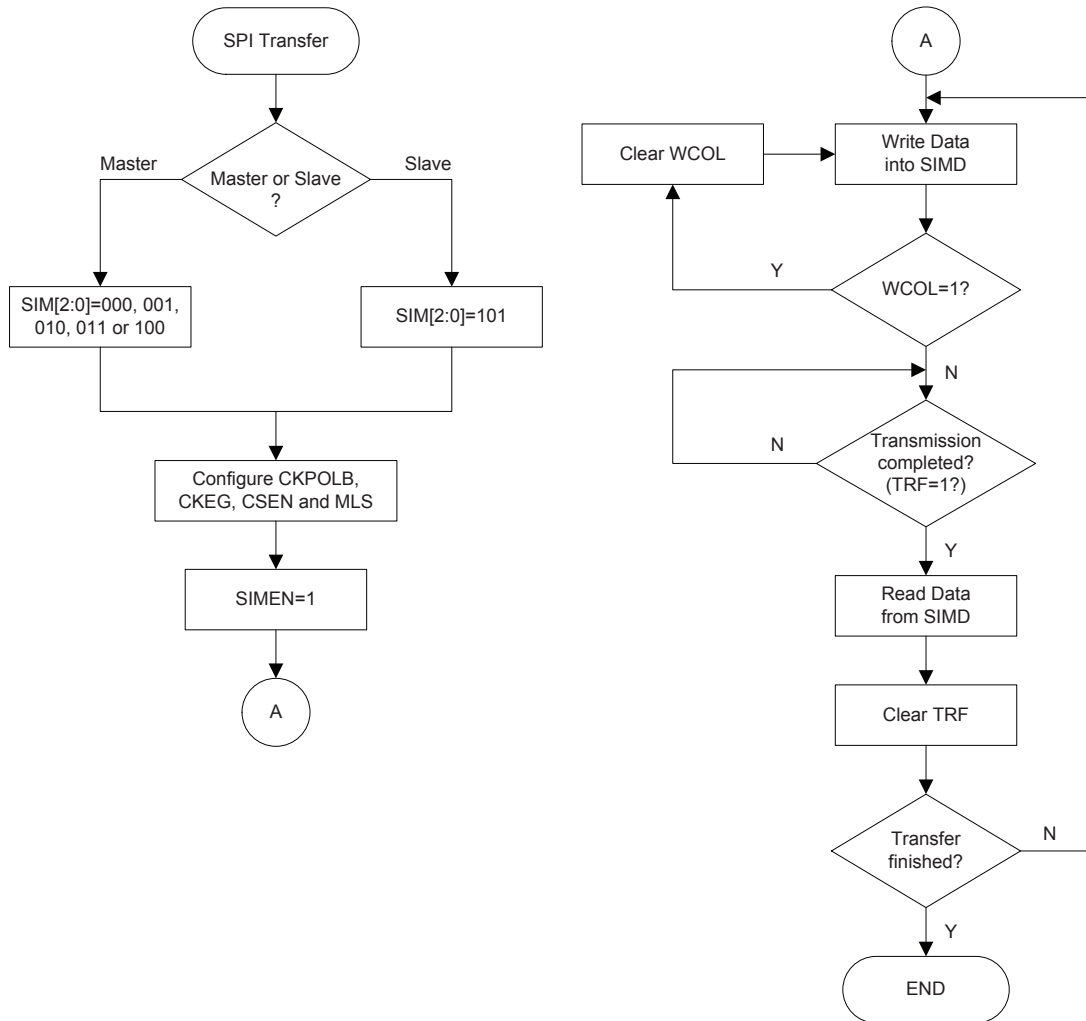 SPI Transfer
Master
Master or Slave
?
Slave
SIM[2:0]=000, 001,
010, 011 or 100
SIM[2:0]=101
Configure CKPOLB,
CKEG, CSEN and MLS
SIMEN=1
A
A
Clear WCOL
Write Data
into SIMD
Y
WCOL=1?
N
N
Transmission
completed?
(TRF=1?)
Y
Read Data
from SIMD
Clear TRF
Transfer
finished?
N
Y
END